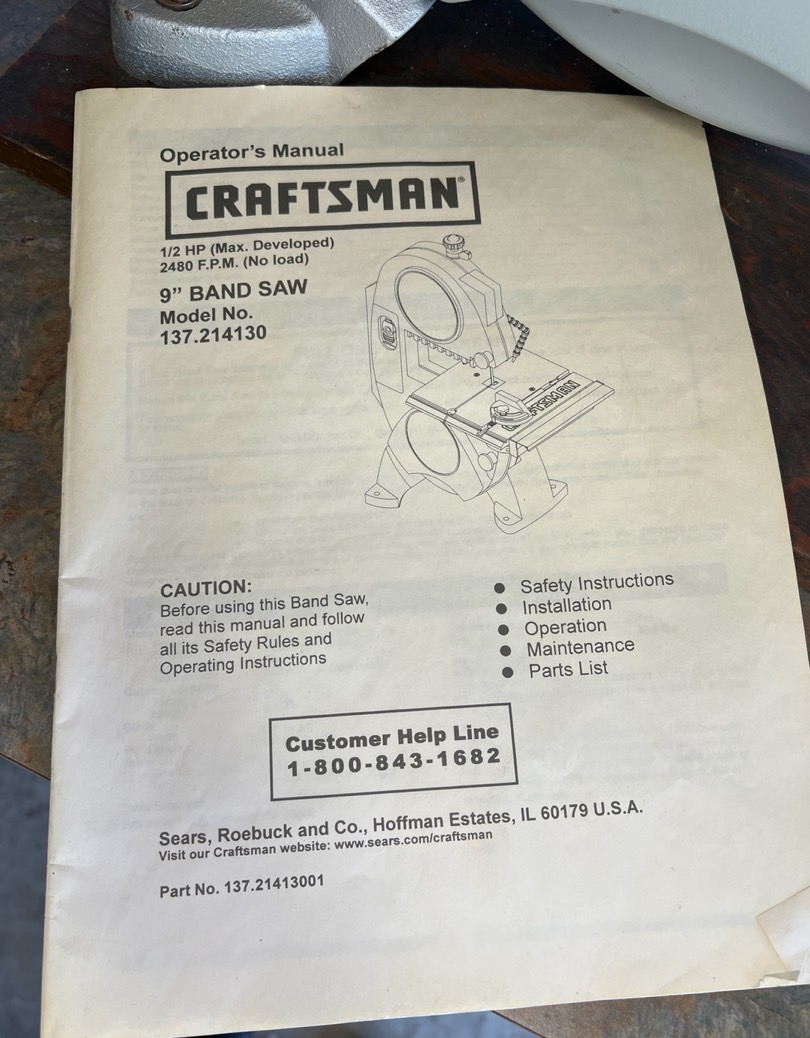 Operator's Manual
CRAFTSMAN®
1/2 HP (Max. Developed)
2480 F.P.M. (No load)
9” BAND SAW
Model No.
137.214130
CRAFTSMAN
CAUTION:
Before using this Band Saw,
read this manual and follow
all its Safety Rules and
Operating Instructions
● Safety Instructions
● Installation
● Operation
● Maintenance
● Parts List
Customer Help Line
1-800-843-1682
Sears, Roebuck and Co., Hoffman Estates, IL 60179 U.S.A.
Visit our Craftsman website: www.sears.com/craftsman
Part No. 137.21413001